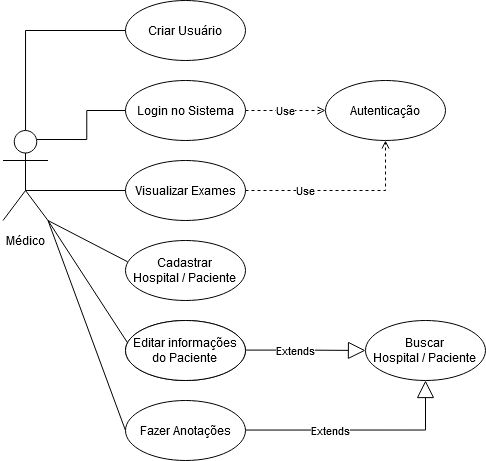 Criar Usuário
Login no Sistema
Use
Autenticação
Visualizar Exames
Use
Médico
Cadastrar
Hospital / Paciente
Editar informações
do Paciente
Extends
Buscar
Hospital / Paciente
Fazer Anotações
Extends